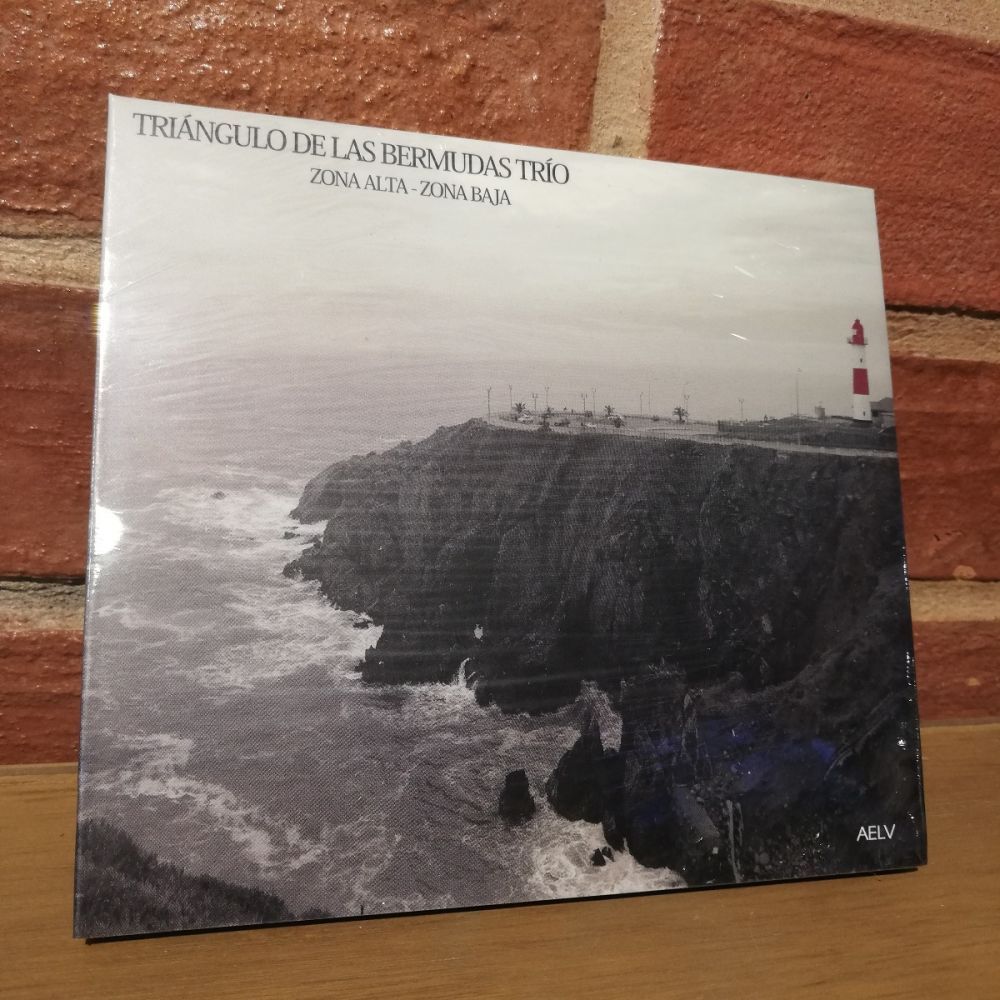 TRIÁNGULO DE LAS BERMUDAS TRÍO
ZONA ALTA - ZONA BAJA
AELV